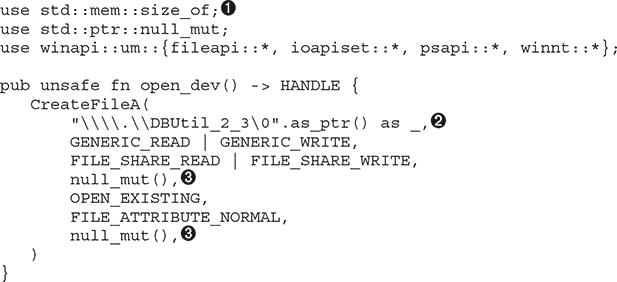 use std::mem::size_of;❶
use std::ptr::null_mut;
use winapi::um::{fileapi::*, ioapiset::*, psapi::*, winnt::*};
pub unsafe fn open_dev() -> HANDLE {
CreateFileA(
"\\\\.\\DBUtil_2_3\0".as_ptr() as _,❷
GENERIC_READ | GENERIC_WRITE,
FILE_SHARE_READ | FILE_SHARE_WRITE,
null_mut(),❸
OPEN_EXISTING,
FILE_ATTRIBUTE_NORMAL,
null_mut(),❸
)
}